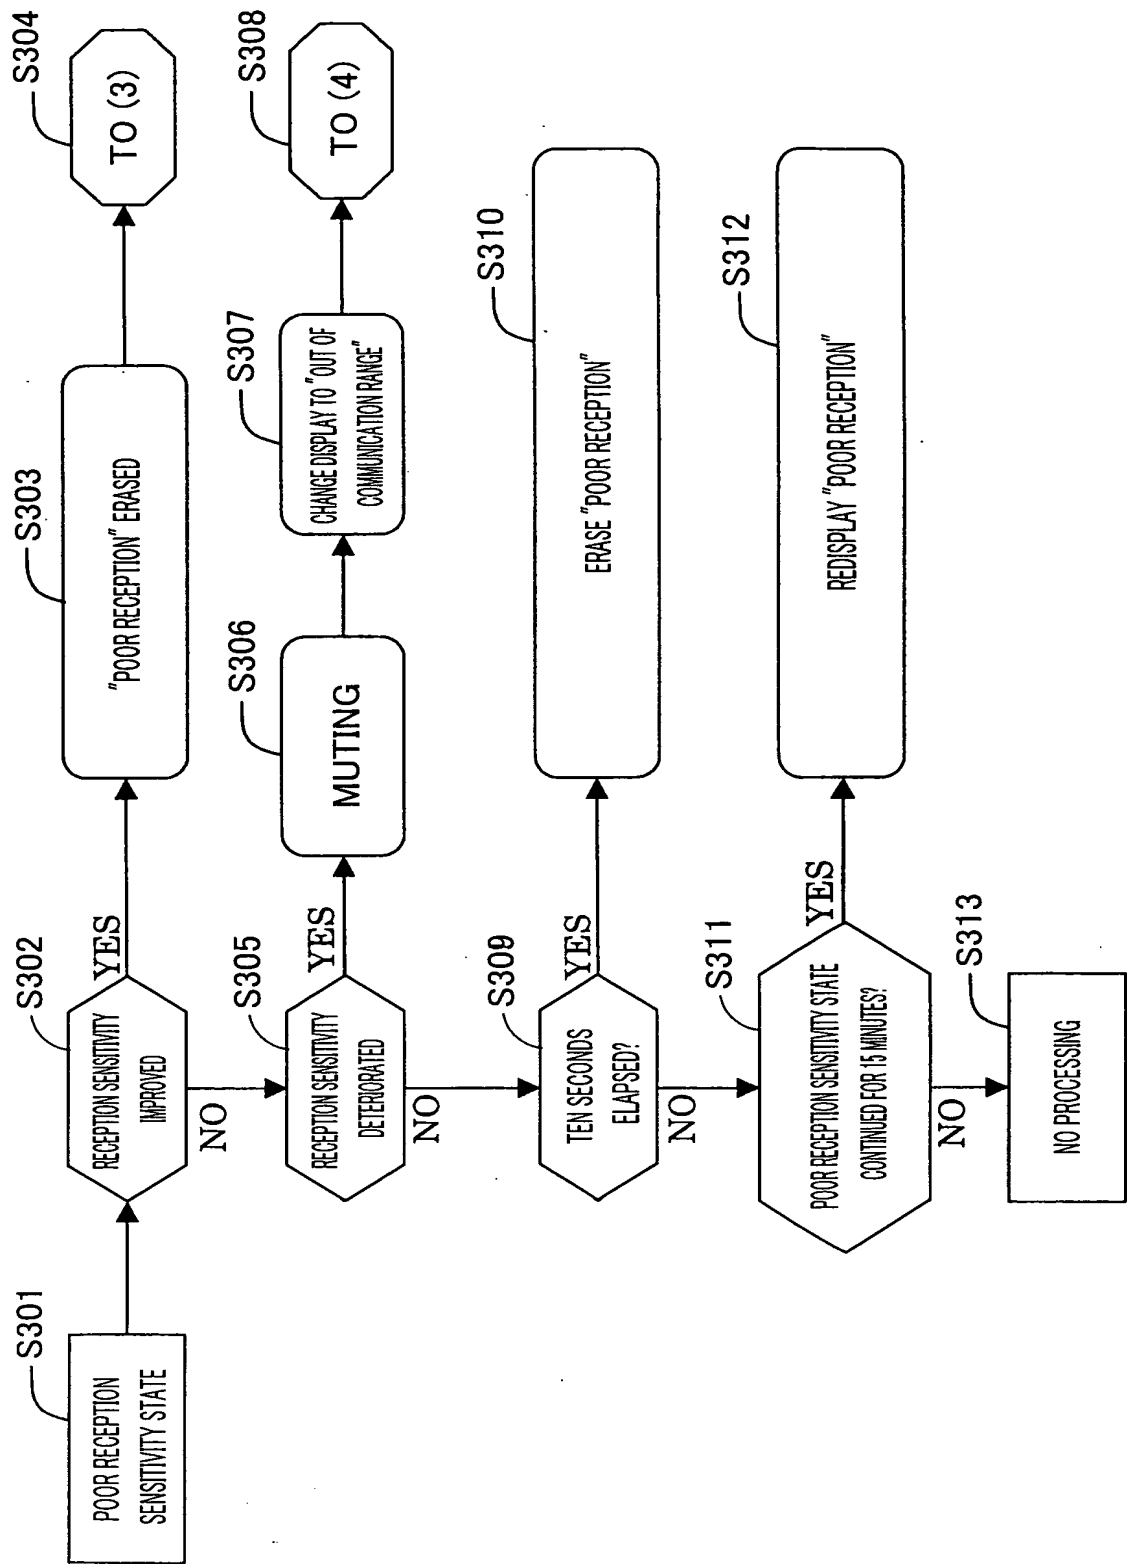 S301
POOR RECEPTION
SENSITIVITY STATE
S302
RECEPTION SENSITIVITY
IMPROVED
YES
NO
S303
"POOR RECEPTION" ERASED
S304
TO (3)
S305
RECEPTION SENSITIVITY
DETERIORATED
YES
NO
S306
MUTING
S307
CHANGE DISPLAY TO "OUT OF
COMMUNICATION RANGE"
S308
TO (4)
S309
TEN SECONDS
ELAPSED?
YES
NO
S310
ERASE "POOR RECEPTION"
S311
POOR RECEPTION SENSITIVITY STATE
CONTINUED FOR 15 MINUTES?
YES
NO
S312
REDISPLAY "POOR RECEPTION"
S313
NO PROCESSING